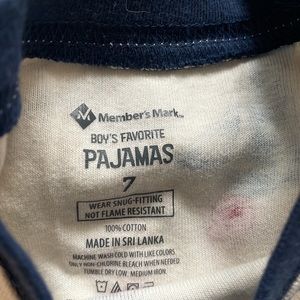 Member's Mark™
BOY'S FAVORITE
PAJAMAS
7
WEAR SNUG-FITTING
NOT FLAME RESISTANT
100% COTTON
MADE IN SRI LANKA
MACHINE WASH COLD WITH LIKE COLORS
ONLY NON-CHLORINE BLEACH WHEN NEEDED
TUMBLE DRY LOW, MEDIUM IRON